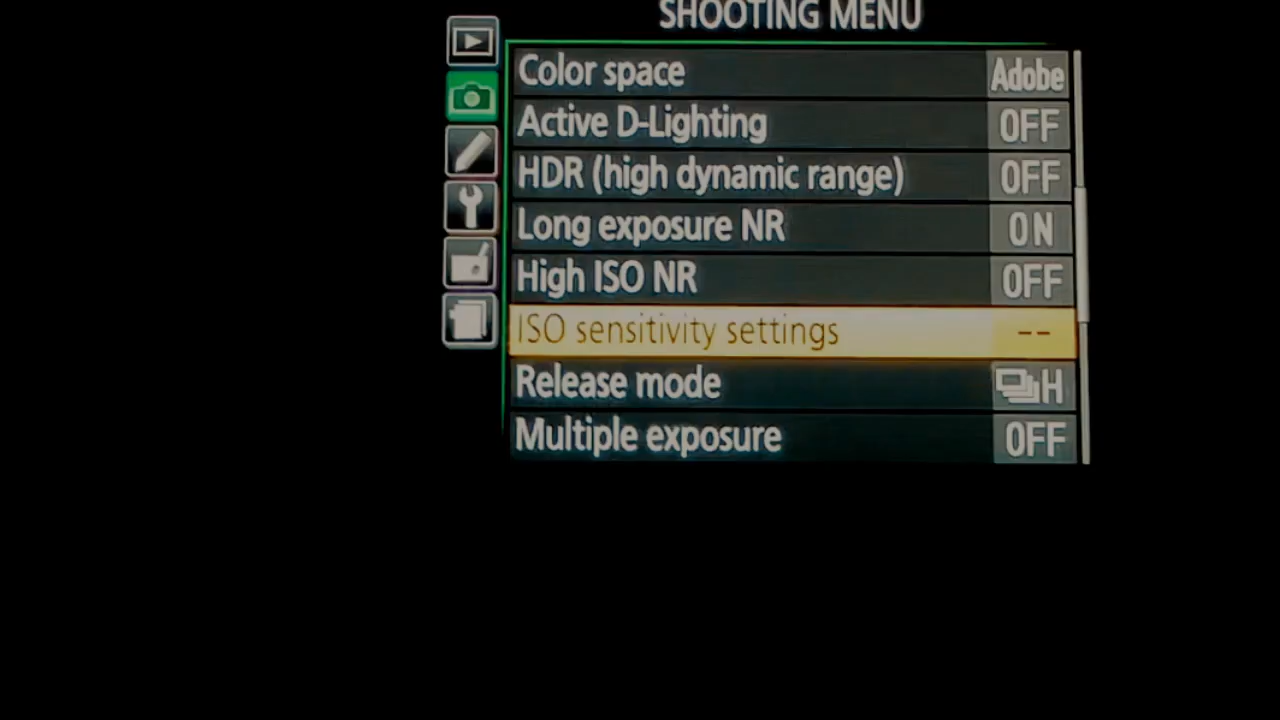 SHOOTING MENU
Color space Adobe
Active D-Lighting OFF
HDR (high dynamic range) OFF
Long exposure NR ON
High ISO NR OFF
ISO sensitivity settings --
Release mode H
Multiple exposure OFF